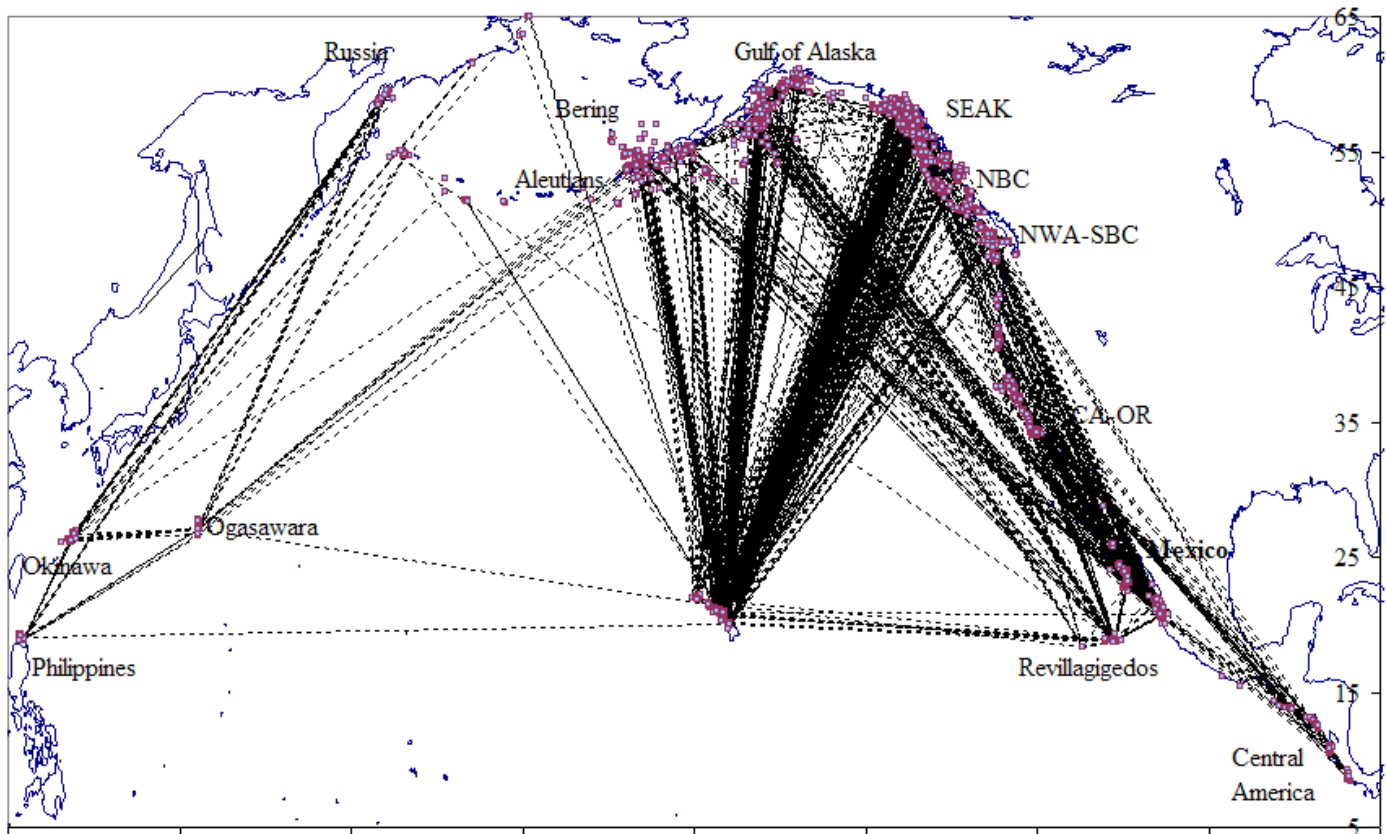 65
Russia
Gulf of Alaska
Bering
SEAK
55
Aleutians
NBC
NWA-SBC
45
CA-OR
35
Ogasawara
Mexico
25
Okinawa
Philippines
Revillagigedos
15
Central
America
5